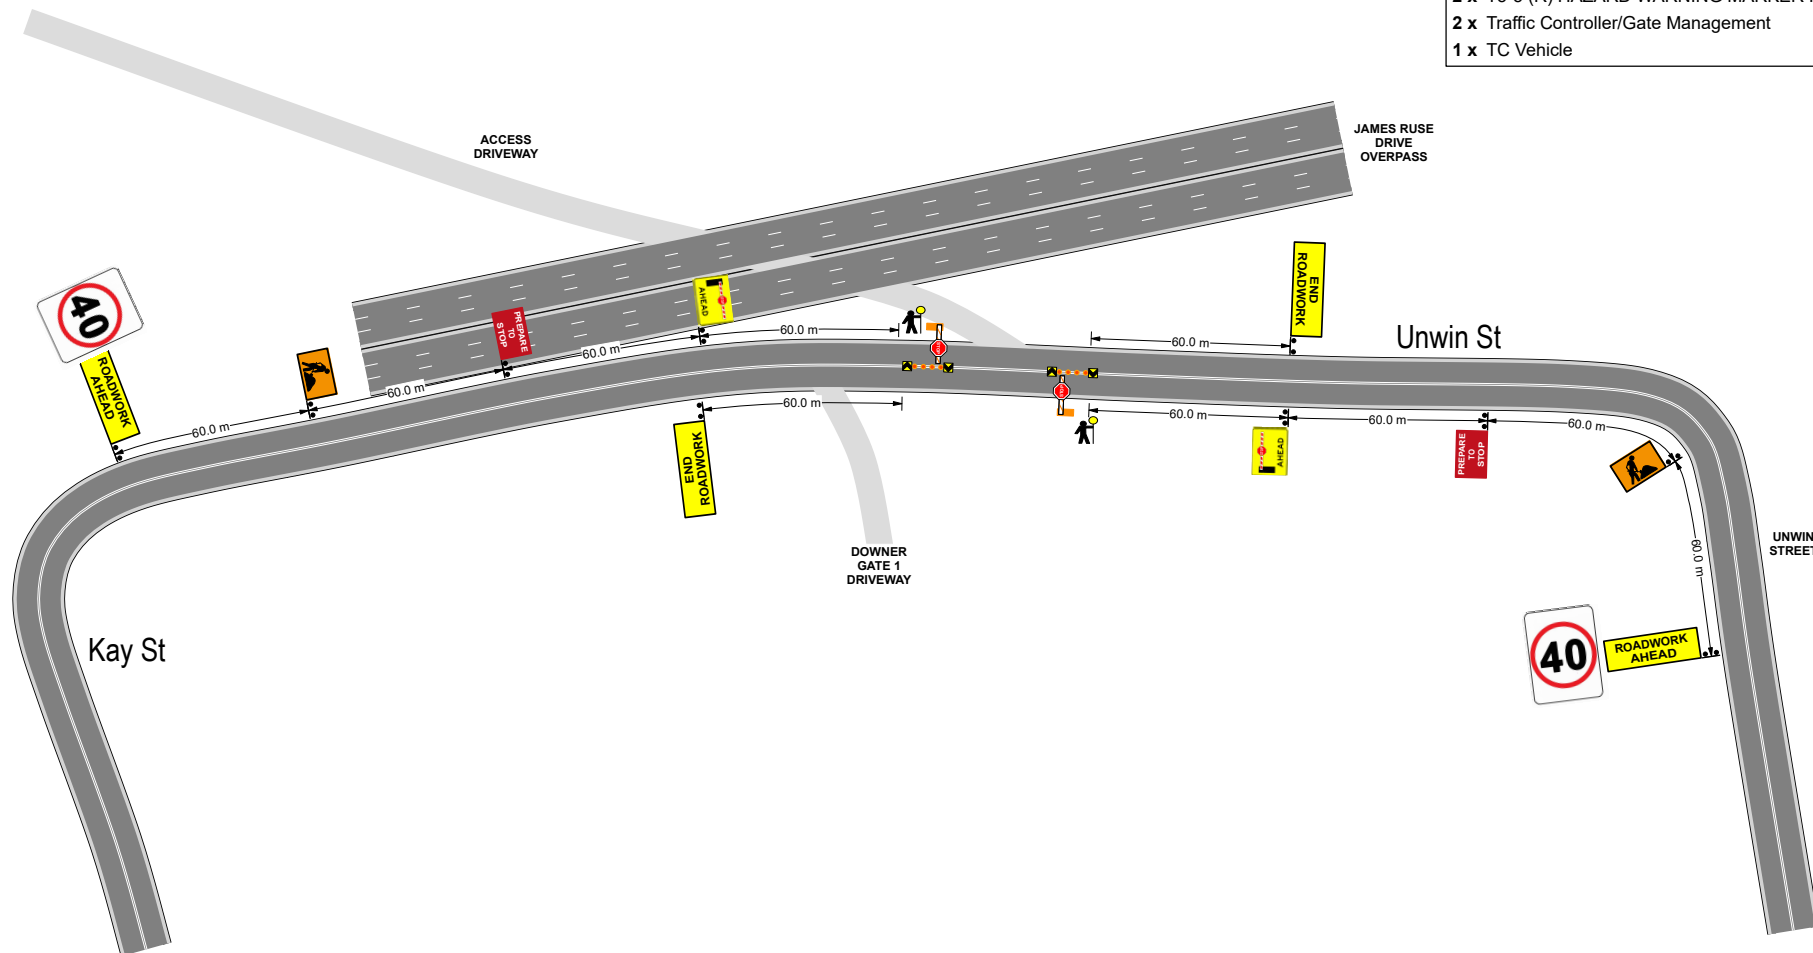 2 x Traffic Controller/Gate Management
1 x TC Vehicle
ACCESS
DRIVEWAY
JAMES RUSE
DRIVE
OVERPASS
40
ROADWORK
AHEAD
60.0 m
60.0 m
PREPARE
TO
STOP
60.0 m
AHEAD
60.0 m
60.0 m
END
ROADWORK
Unwin St
END
ROADWORK
60.0 m
60.0 m
AHEAD
60.0 m
PREPARE
TO
STOP
60.0 m
60.0 m
DOWNER
GATE 1
DRIVEWAY
UNWIN
STREET
Kay St
40
ROADWORK
AHEAD